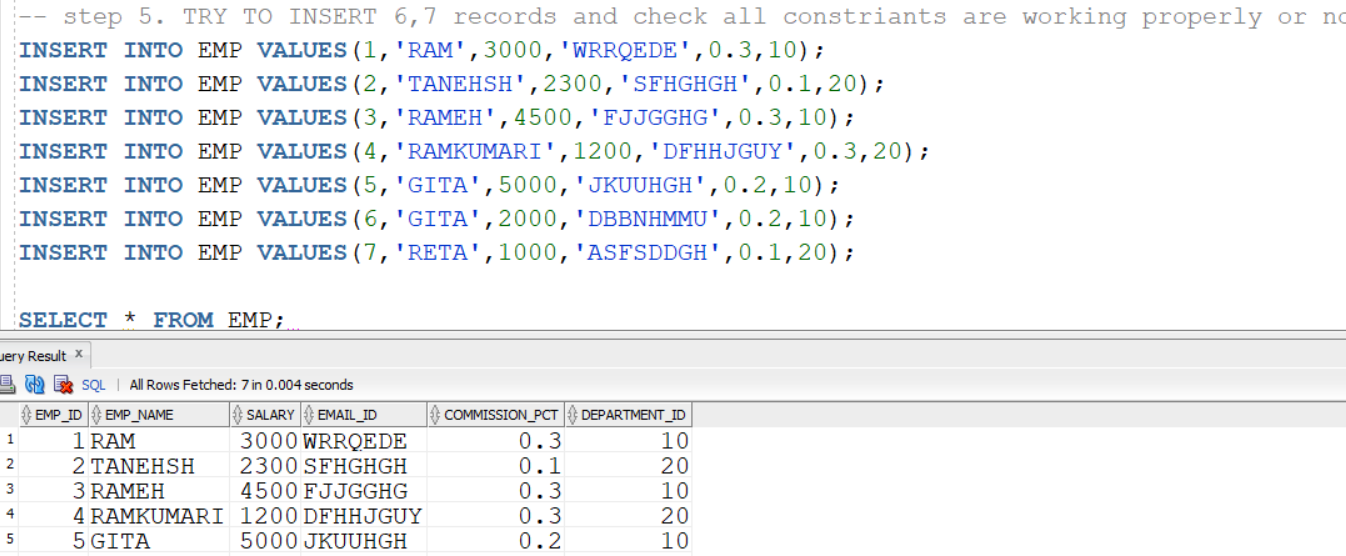 -- step 5. TRY TO INSERT 6,7 records and check all constriants are working properly or no
INSERT INTO EMP VALUES(1,'RAM',3000,'WRRQEDE',0.3,10);
INSERT INTO EMP VALUES(2,'TANEHSH',2300,'SFHGHGH',0.1,20);
INSERT INTO EMP VALUES(3,'RAMEH',4500,'FJJGGHG',0.3,10);
INSERT INTO EMP VALUES(4,'RAMKUMARI',1200,'DFHHJGUY',0.3,20);
INSERT INTO EMP VALUES(5,'GITA',5000,'JKUUHGH',0.2,10);
INSERT INTO EMP VALUES(6,'GITA',2000,'DBBNHMMU',0.2,10);
INSERT INTO EMP VALUES(7,'RETA',1000,'ASFSDDGH',0.1,20);
SELECT * FROM EMP;
uery Result x
SQL | All Rows Fetched: 7 in 0.004 seconds
EMP_ID EMP_NAME SALARY EMAIL_ID COMMISSION_PCT DEPARTMENT_ID
1 1 RAM 3000 WRRQEDE 0.3 10
2 2 TANEHSH 2300 SFHGHGH 0.1 20
3 3 RAMEH 4500 FJJGGHG 0.3 10
4 4 RAMKUMARI 1200 DFHHJGUY 0.3 20
5 5 GITA 5000 JKUUHGH 0.2 10